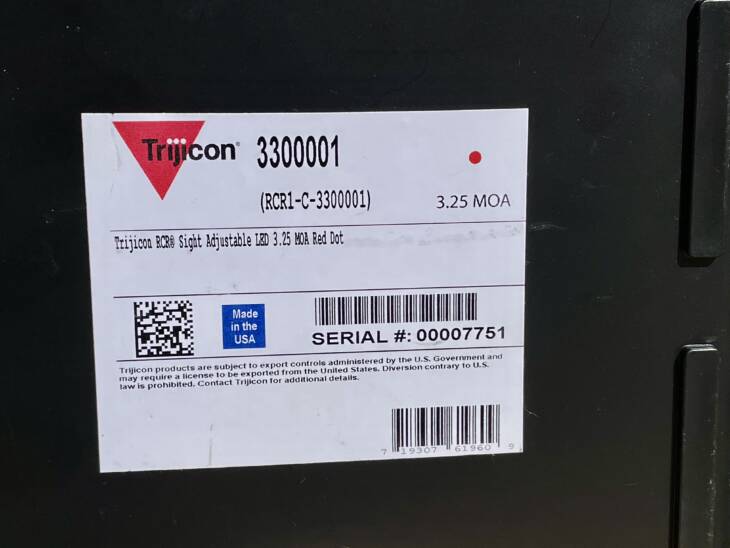 Trijicon® 3300001
(RCR1-C-3300001) 3.25 MOA
Trijicon RCR® Sight Adjustable LED 3.25 MOA Red Dot
Made
in the
USA
SERIAL #: 00007751
Trijicon products are subject to export controls administered by the U.S. Government and
may require a license to be exported from the United States. Diversion contrary to U.S.
law is prohibited. Contact Trijicon for additional details.
7 19307 61960 9